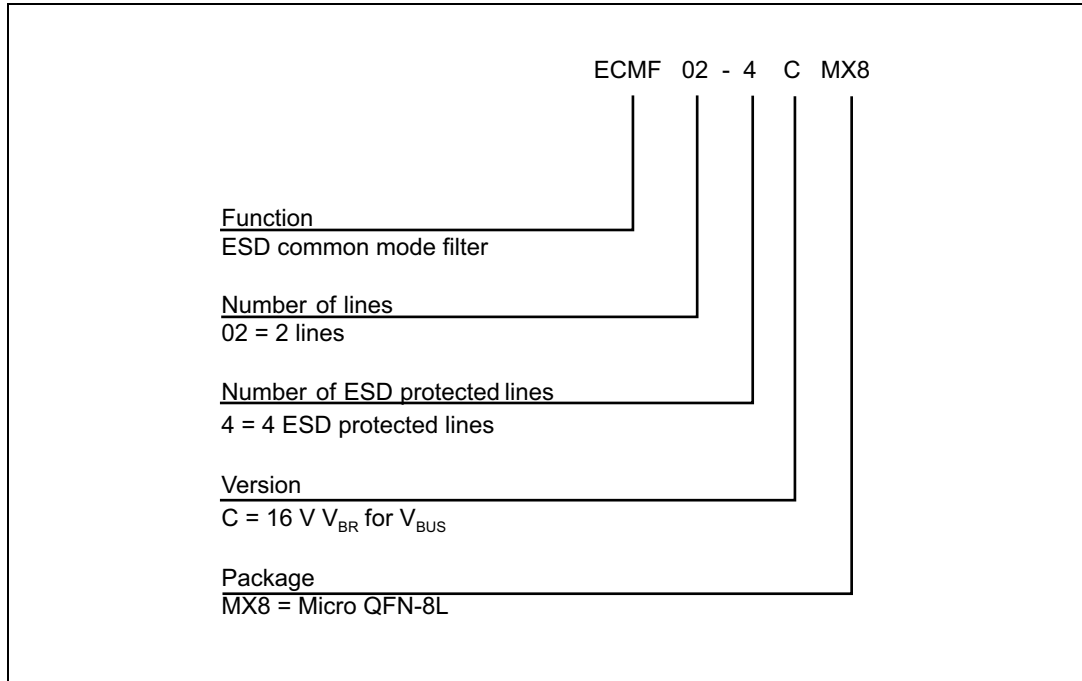 ECMF 02 - 4 C MX8
Function
ESD common mode filter
Number of lines
02 = 2 lines
Number of ESD protected lines
4 = 4 ESD protected lines
Version
C = 16 V VBR for VBUS
Package
MX8 = Micro QFN-8L